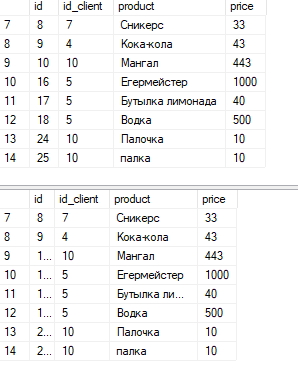 id id_client product price
7 8 7 Сникерс 33
8 9 4 Кока-кола 43
9 10 10 Мангал 443
10 16 5 Егермейстер 1000
11 17 5 Бутылка лимонада 40
12 18 5 Водка 500
13 24 10 Палочка 10
14 25 10 палка 10
id id_client product price
7 8 7 Сникерс 33
8 9 4 Кока-кола 43
9 1... 10 Мангал 443
10 1... 5 Егермейстер 1000
11 1... 5 Бутылка ли... 40
12 1... 5 Водка 500
13 2... 10 Палочка 10
14 2... 10 палка 10